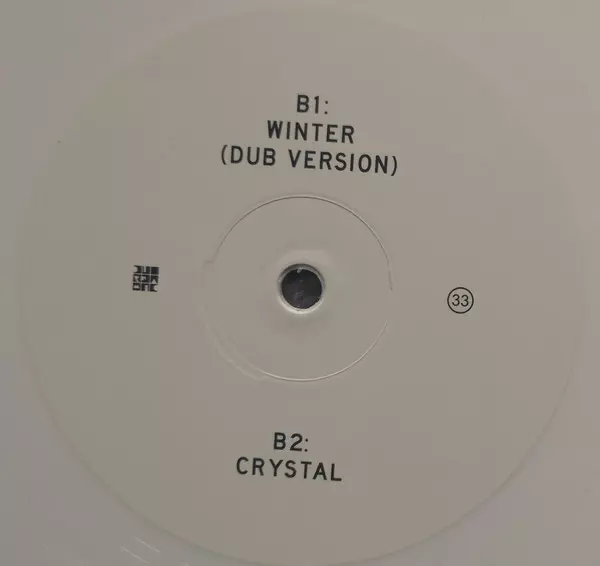 B1:
WINTER
(DUB VERSION)
33
B2:
CRYSTAL